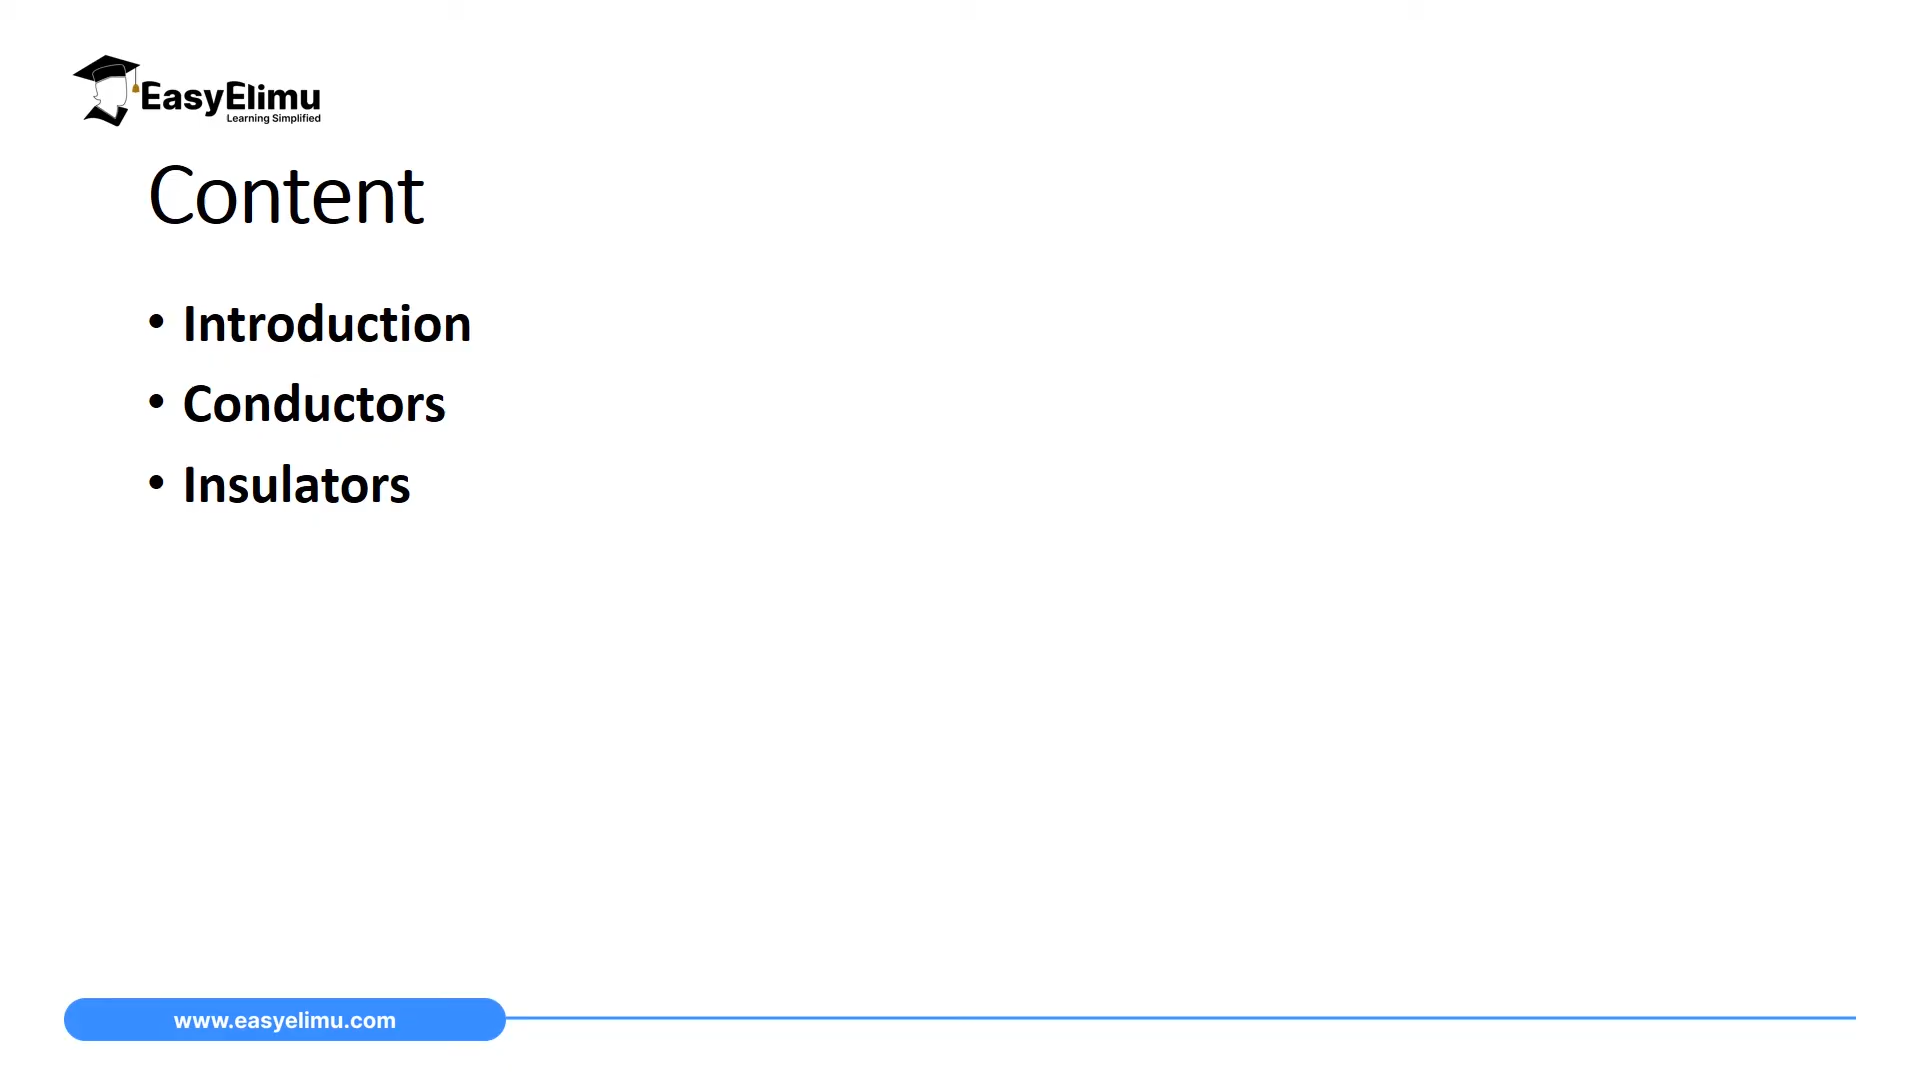 EasyElimu
Learning Simplified
Content
• Introduction
• Conductors
• Insulators
www.easyelimu.com